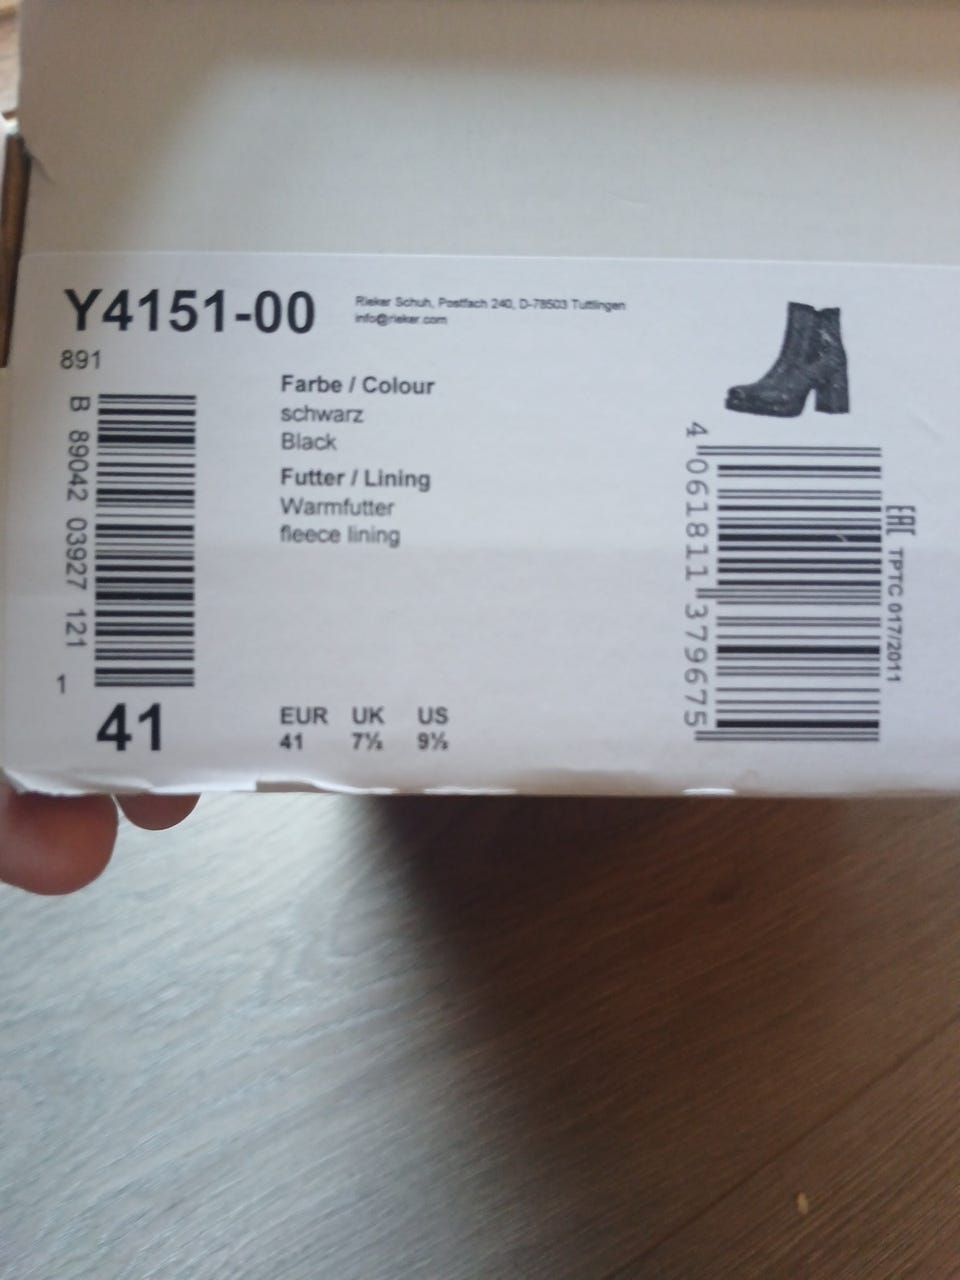 Y4151-00
Rieker Schuh, Postfach 240, D-78503 Tuttlingen
info@rieker.com
891
B 89042 03927 121
1
41
Farbe / Colour
schwarz
Black
Futter / Lining
Warmfutter
fleece lining
EUR UK US
41 7½ 9½
4 061811 379675
EAC TPTC 017/2011